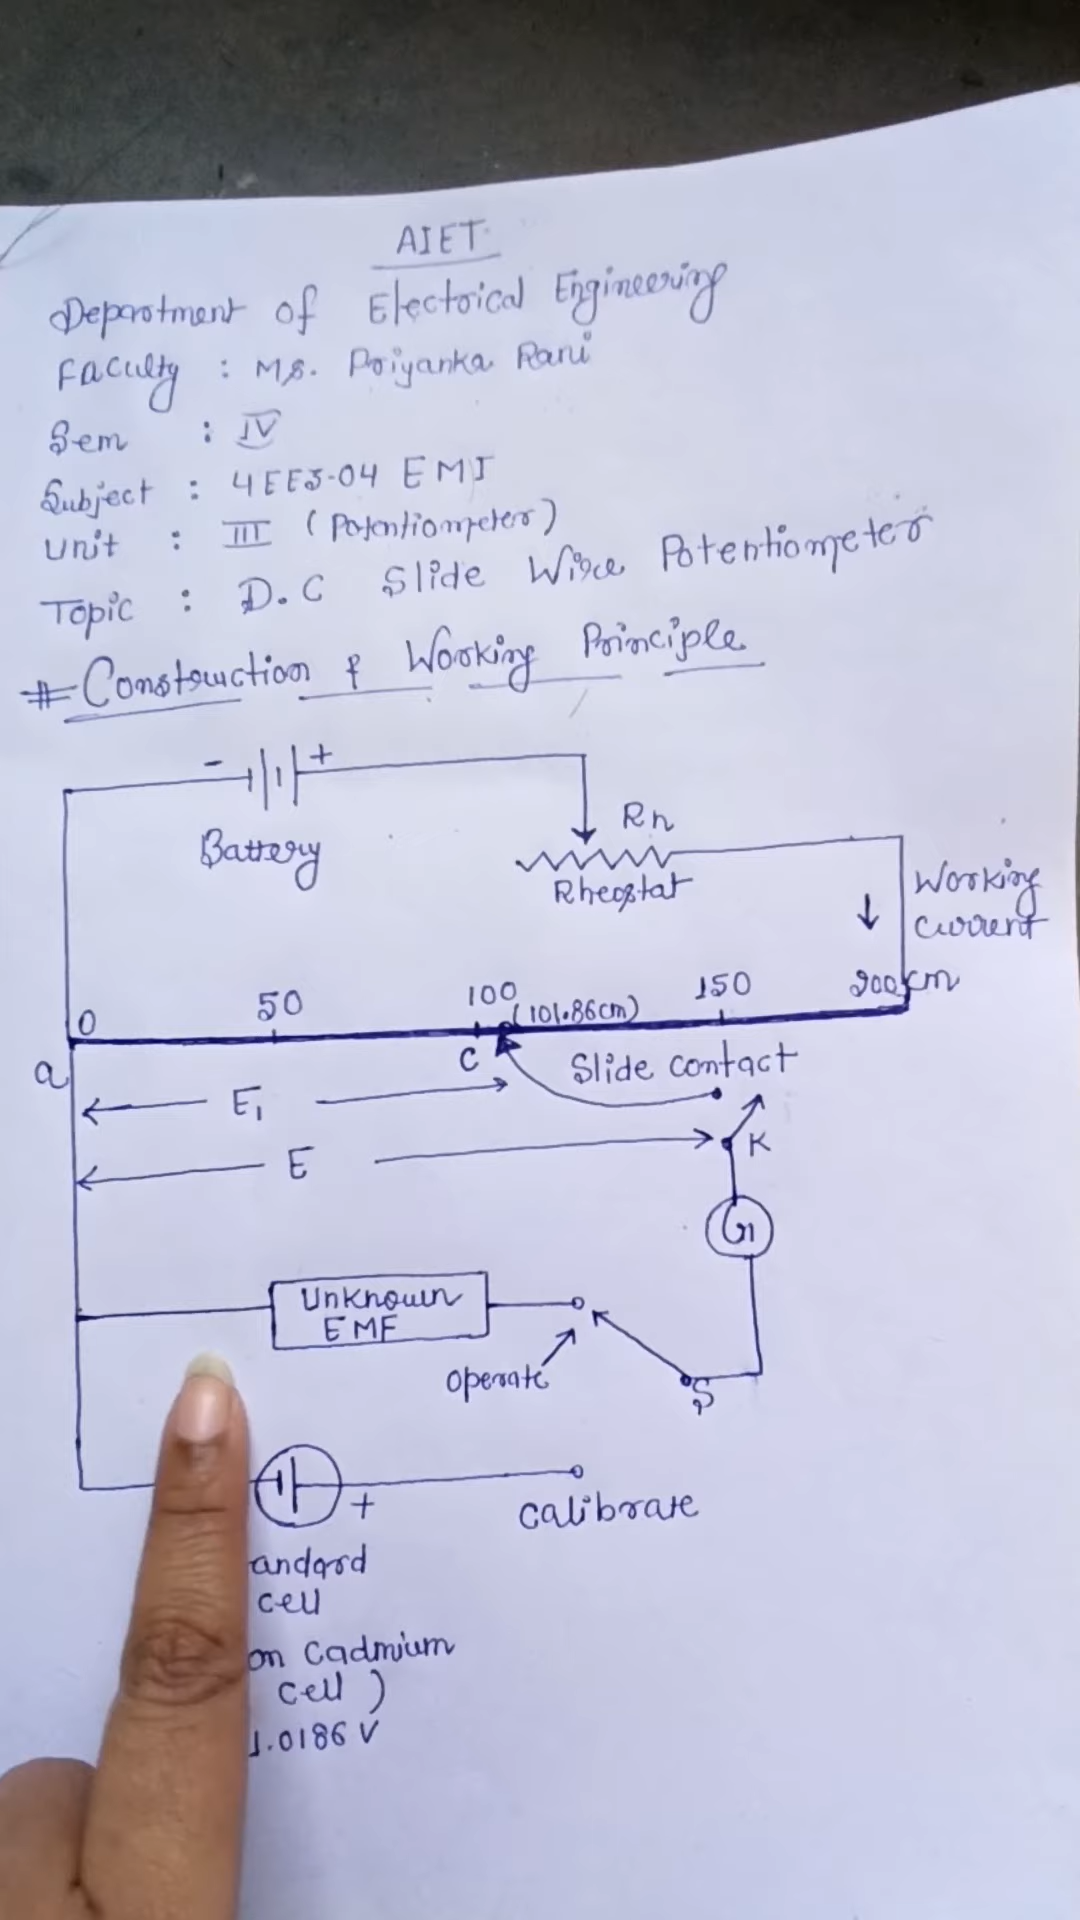 AIET
Department of Electrical Engineering
Faculty : Ms. Priyanka Rani
Sem : IV
Subject : 4EE3-04 EMI
Unit : III (Potentiometer)
Topic : D.C Slide Wire Potentiometer
# Construction & Working Principle
- +
Battery
Rh
Rheostat
Working
current
0 50 100 (101.86cm) 150 200 cm
a
C
Slide contact
E1
E
K
G
Unknown
EMF
operate
S
+
calibrate
andard
cell
on Cadmium
cell )
1.0186 V